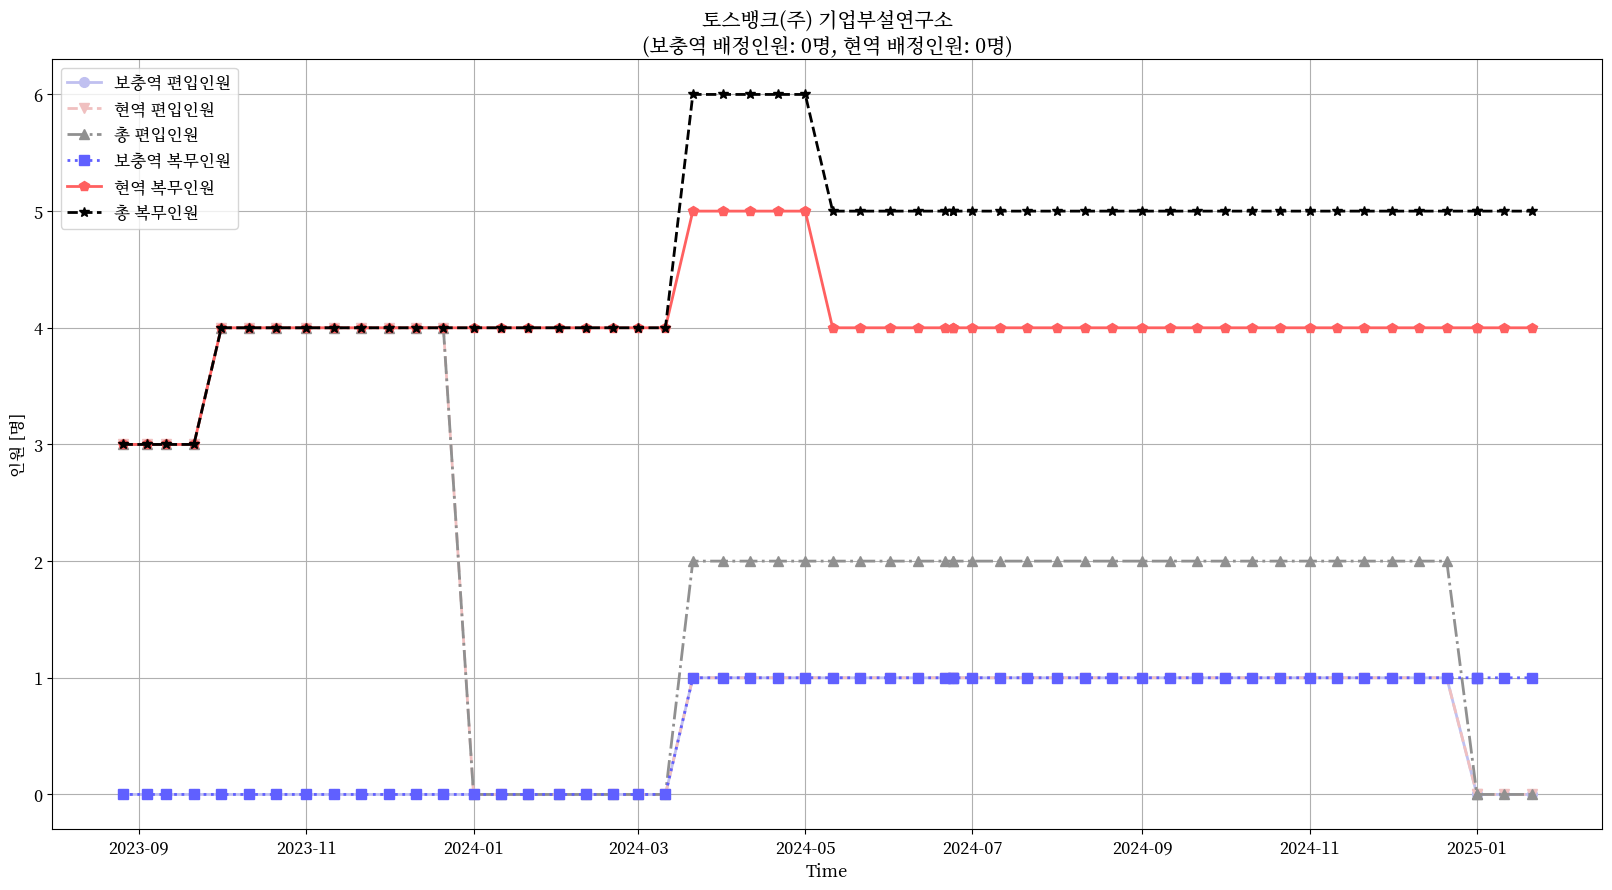 토스뱅크(주) 기업부설연구소
(보충역 배정인원: 0명, 현역 배정인원: 0명)
보충역 편입인원
현역 편입인원
총 편입인원
보충역 복무인원
현역 복무인원
총 복무인원
인원 [명]
6
5
4
3
2
1
0
2023-09
2023-11
2024-01
2024-03
2024-05
2024-07
2024-09
2024-11
2025-01
Time